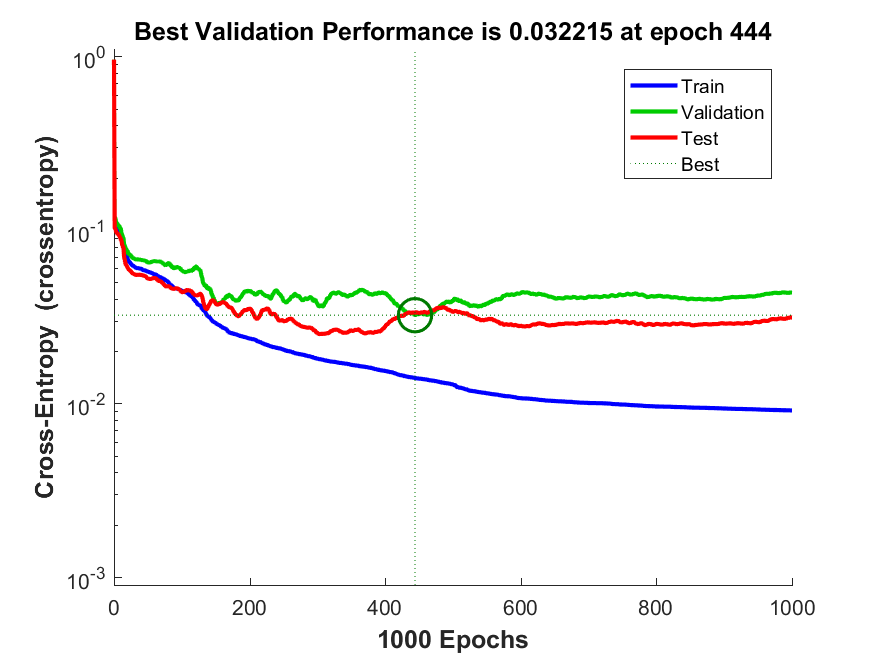 Best Validation Performance is 0.032215 at epoch 444
Cross-Entropy (crossentropy)
10^0
10^-1
10^-2
10^-3
Train
Validation
Test
Best
0 200 400 600 800 1000
1000 Epochs